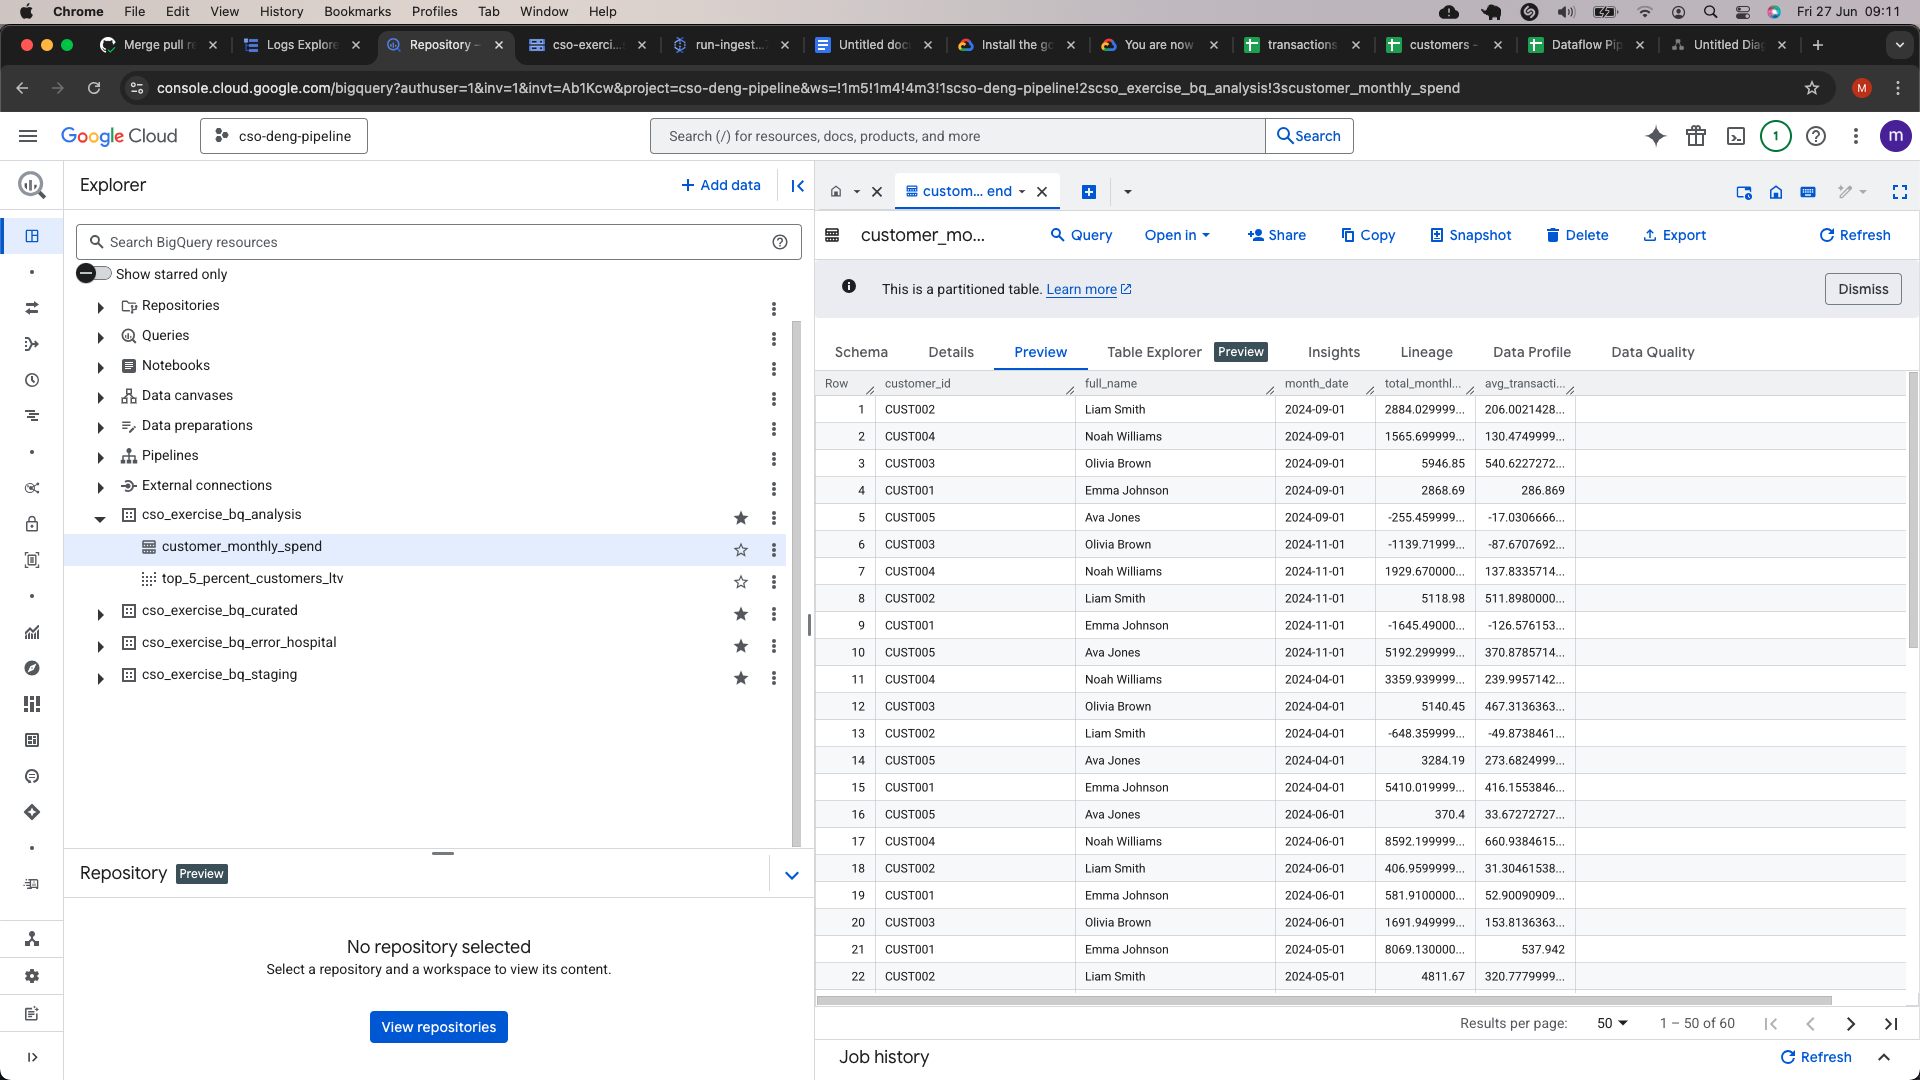 Chrome File Edit View History Bookmarks Profiles Tab Window Help Fri 27 Jun 09:11
Merge pull re Logs Explore Repository – cso-exerci... run-ingest... Untitled doc Install the gc You are now transactions customers - Dataflow Pip Untitled Diag
console.cloud.google.com/bigquery?authuser=1&inv=1&invt=Ab1Kcw&project=cso-deng-pipeline&ws=!1m5!1m4!4m3!1scso-deng-pipeline!2scso_exercise_bq_analysis!3scustomer_monthly_spend M
Google Cloud cso-deng-pipeline Search (/) for resources, docs, products, and more Search 1 m
Explorer
+ Add data
Search BigQuery resources
Show starred only
Repositories
Queries
Notebooks
Data canvases
Data preparations
Pipelines
External connections
cso_exercise_bq_analysis
customer_monthly_spend
top_5_percent_customers_ltv
cso_exercise_bq_curated
cso_exercise_bq_error_hospital
cso_exercise_bq_staging
Repository Preview
No repository selected
Select a repository and a workspace to view its content.
View repositories
custom... end
customer_mo... Query Open in Share Copy Snapshot Delete Export Refresh
This is a partitioned table. Learn more Dismiss
Schema Details Preview Table Explorer Preview Insights Lineage Data Profile Data Quality
Row customer_id full_name month_date total_monthl... avg_transacti...
1 CUST002 Liam Smith 2024-09-01 2884.029999... 206.0021428...
2 CUST004 Noah Williams 2024-09-01 1565.699999... 130.4749999...
3 CUST003 Olivia Brown 2024-09-01 5946.85 540.6227272...
4 CUST001 Emma Johnson 2024-09-01 2868.69 286.869
5 CUST005 Ava Jones 2024-09-01 -255.459999... -17.0306666...
6 CUST003 Olivia Brown 2024-11-01 -1139.71999... -87.6707692...
7 CUST004 Noah Williams 2024-11-01 1929.670000... 137.8335714...
8 CUST002 Liam Smith 2024-11-01 5118.98 511.8980000...
9 CUST001 Emma Johnson 2024-11-01 -1645.49000... -126.576153...
10 CUST005 Ava Jones 2024-11-01 5192.299999... 370.8785714...
11 CUST004 Noah Williams 2024-04-01 3359.939999... 239.9957142...
12 CUST003 Olivia Brown 2024-04-01 5140.45 467.3136363...
13 CUST002 Liam Smith 2024-04-01 -648.359999... -49.8738461...
14 CUST005 Ava Jones 2024-04-01 3284.19 273.6824999...
15 CUST001 Emma Johnson 2024-04-01 5410.019999... 416.1553846...
16 CUST005 Ava Jones 2024-06-01 370.4 33.67272727...
17 CUST004 Noah Williams 2024-06-01 8592.199999... 660.9384615...
18 CUST002 Liam Smith 2024-06-01 406.9599999... 31.30461538...
19 CUST001 Emma Johnson 2024-06-01 581.9100000... 52.90090909...
20 CUST003 Olivia Brown 2024-06-01 1691.949999... 153.8136363...
21 CUST001 Emma Johnson 2024-05-01 8069.130000... 537.942
22 CUST002 Liam Smith 2024-05-01 4811.67 320.7779999...
Results per page: 50 1 – 50 of 60
Job history Refresh